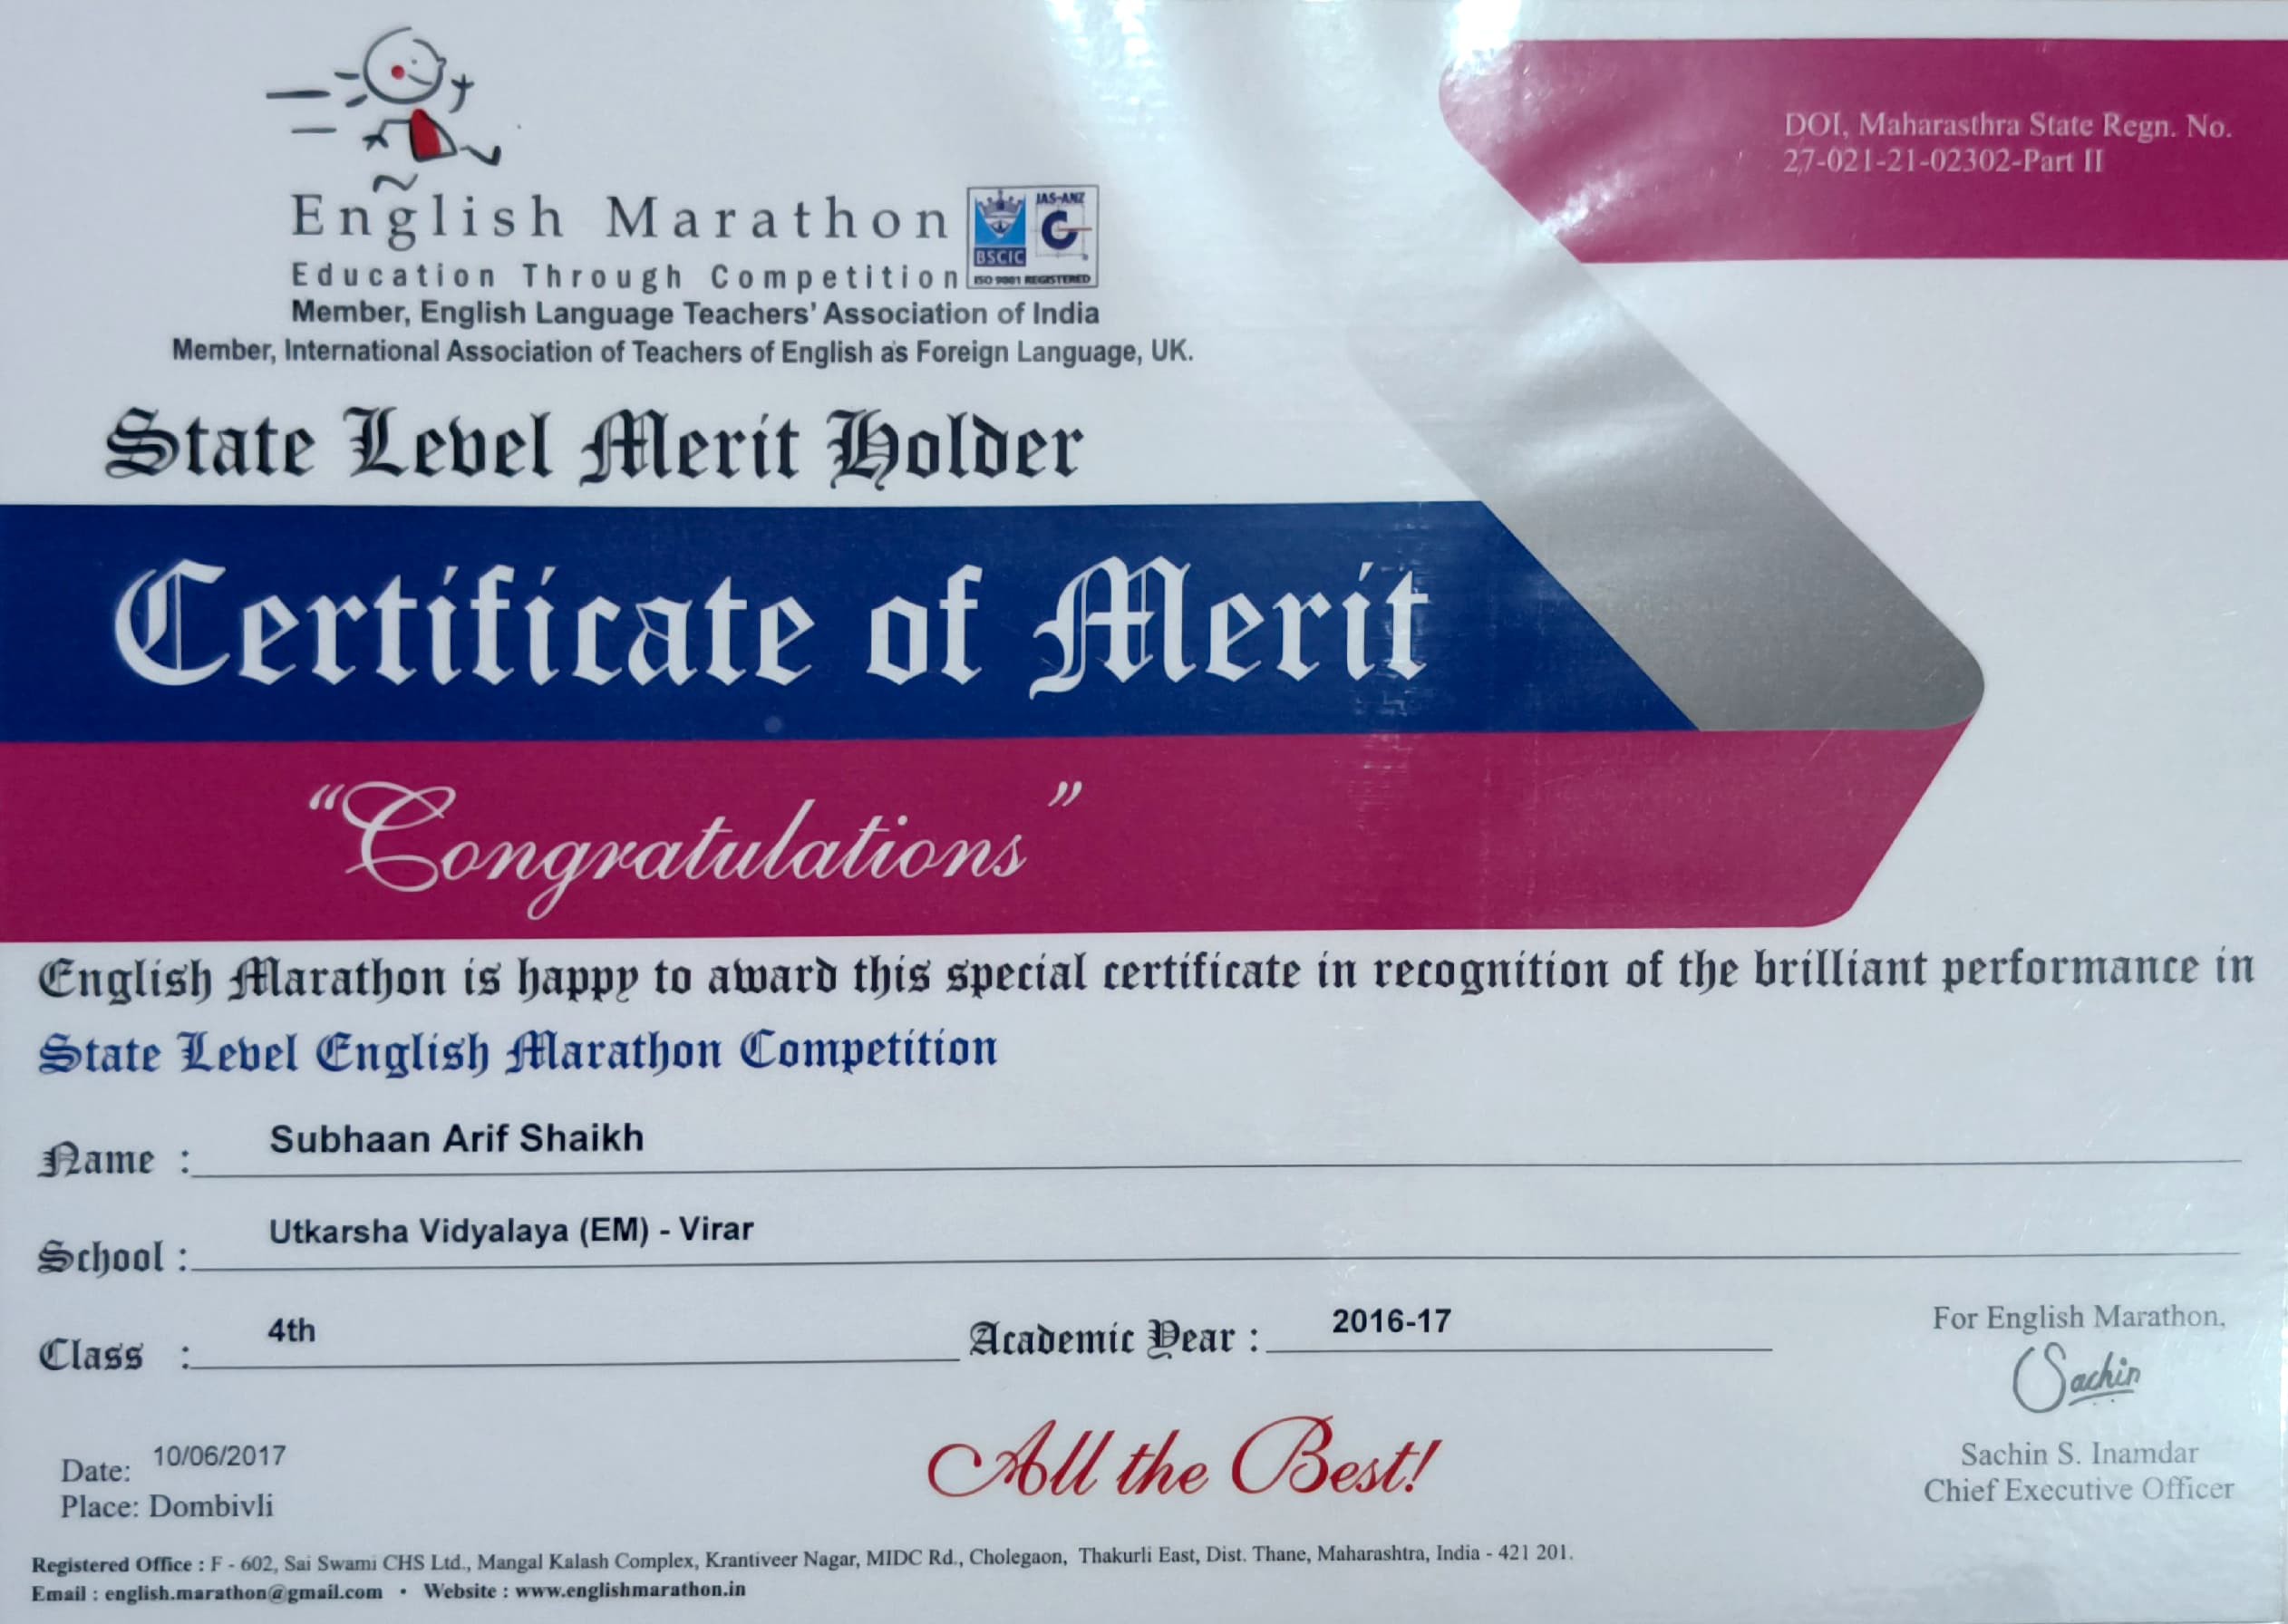 DOI, Maharasthra State Regn. No.
27-021-21-02302-Part II
English Marathon
JAS-ANZ
BSCIC
ISO 9001 REGISTERED
Education Through Competition
Member, English Language Teachers' Association of India
Member, International Association of Teachers of English as Foreign Language, UK.
State Level Merit Holder
Certificate of Merit
"Congratulations"
English Marathon is happy to award this special certificate in recognition of the brilliant performance in
State Level English Marathon Competition
Name : Subhaan Arif Shaikh
School : Utkarsha Vidyalaya (EM) - Virar
Class : 4th Academic Year : 2016-17
For English Marathon,
Sachin
Sachin S. Inamdar
Chief Executive Officer
Date: 10/06/2017
Place: Dombivli
All the Best!
Registered Office : F - 602, Sai Swami CHS Ltd., Mangal Kalash Complex, Krantiveer Nagar, MIDC Rd., Cholegaon, Thakurli East, Dist. Thane, Maharashtra, India - 421 201.
Email : english.marathon@gmail.com • Website : www.englishmarathon.in